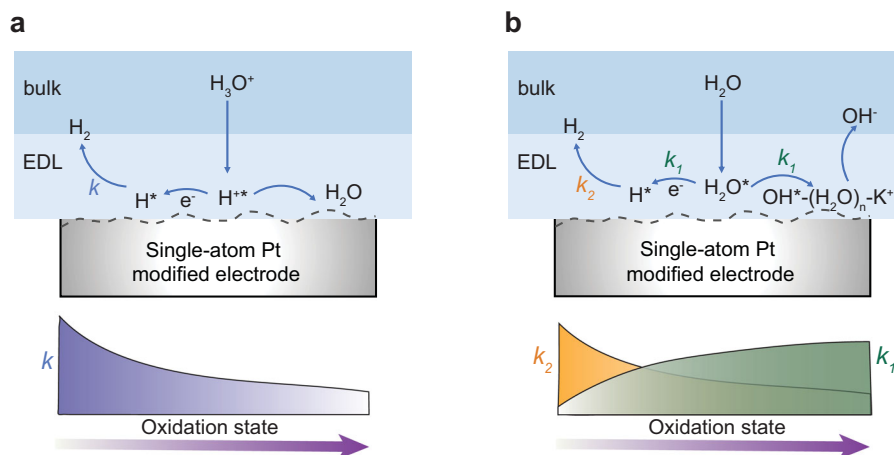 a
bulk
H₃O⁺
H₂
EDL
k
H*
e⁻
H⁺*
H₂O
Single-atom Pt
modified electrode
k
Oxidation state
b
bulk
H₂O
OH⁻
H₂
EDL
k₁
k₁
k₂
H*
e⁻
H₂O*
OH*-(H₂O)ₙ-K⁺
Single-atom Pt
modified electrode
k₂
k₁
Oxidation state